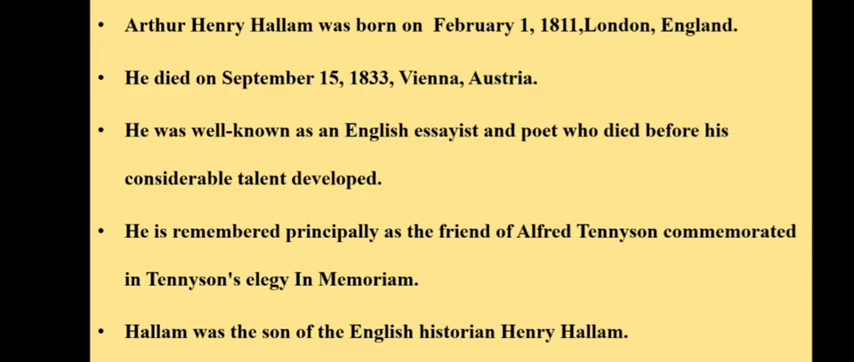 • Arthur Henry Hallam was born on  February 1, 1811,London, England.
• He died on September 15, 1833, Vienna, Austria.
• He was well-known as an English essayist and poet who died before his
considerable talent developed.
• He is remembered principally as the friend of Alfred Tennyson commemorated
in Tennyson's elegy In Memoriam.
• Hallam was the son of the English historian Henry Hallam.